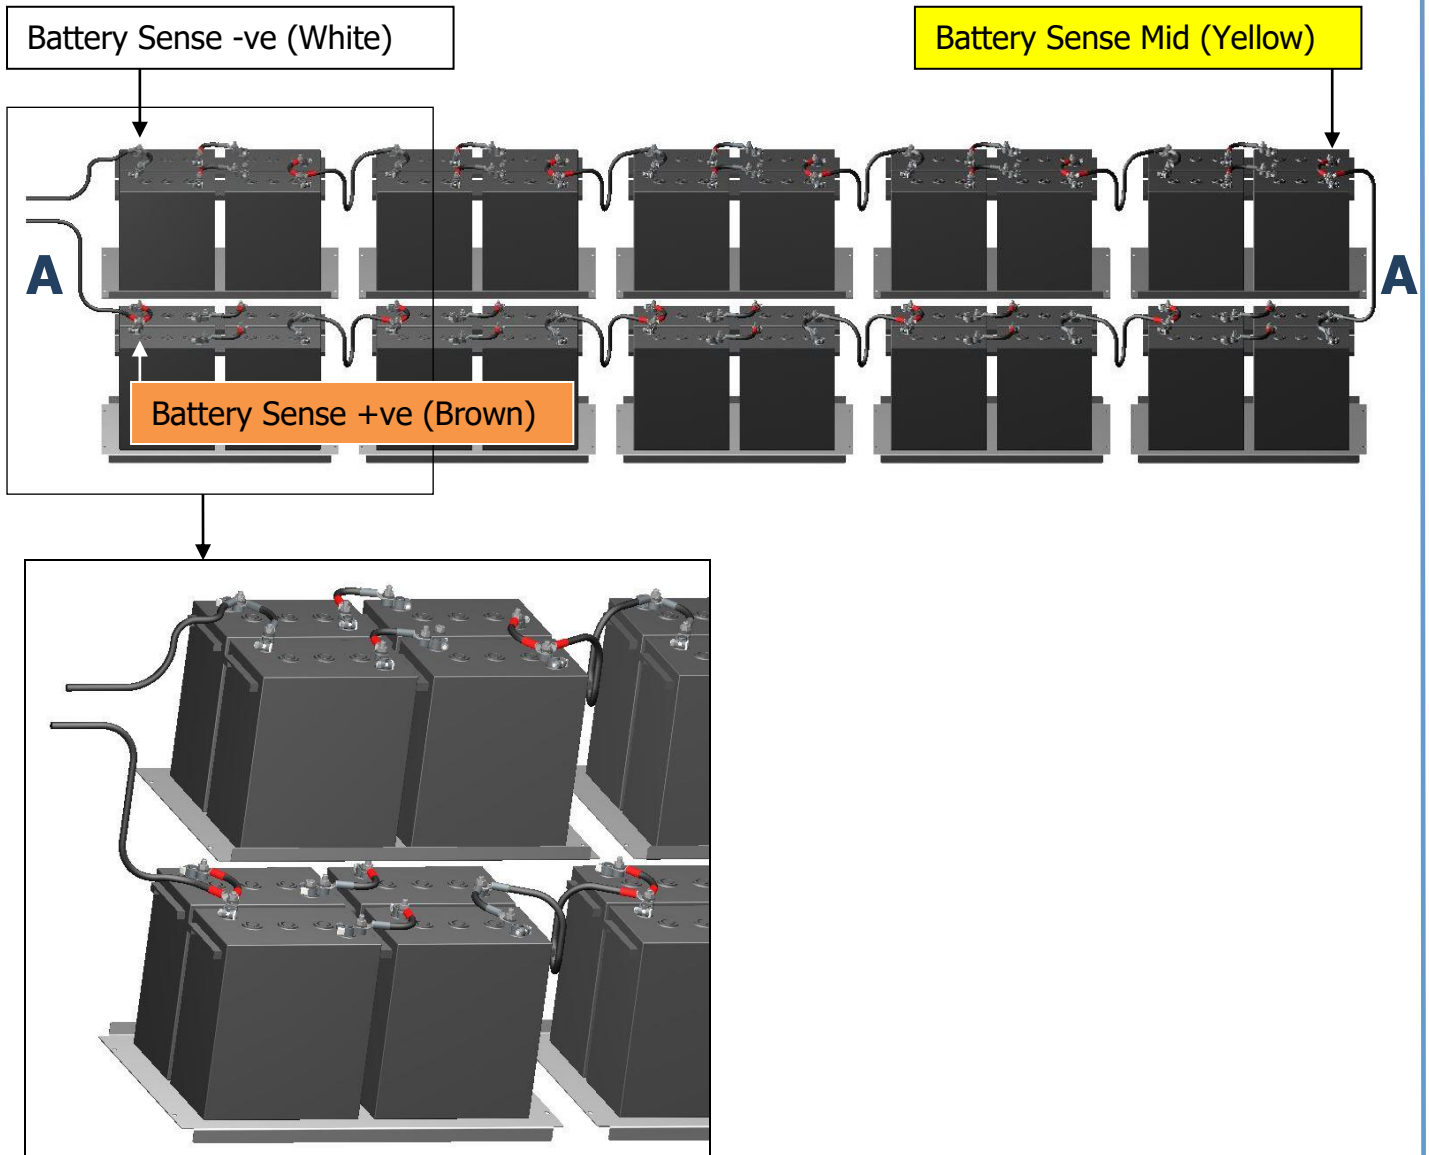 Battery Sense -ve (White)
Battery Sense Mid (Yellow)
A
A
Battery Sense +ve (Brown)